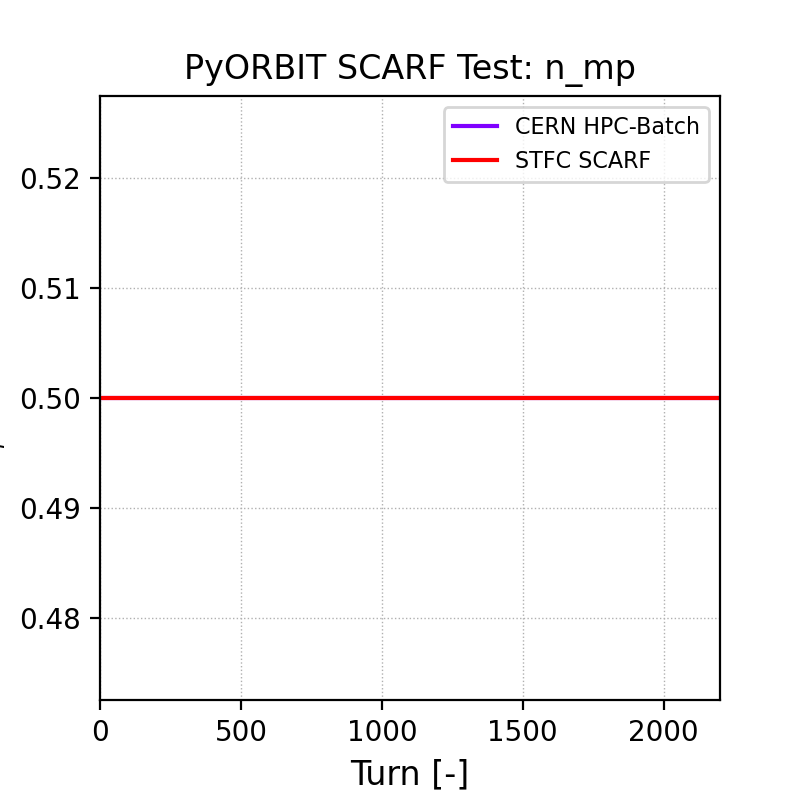 PyORBIT SCARF Test: n_mp
CERN HPC-Batch
STFC SCARF
0.52
0.51
0.50
0.49
0.48
0
500
1000
1500
2000
Turn [-]